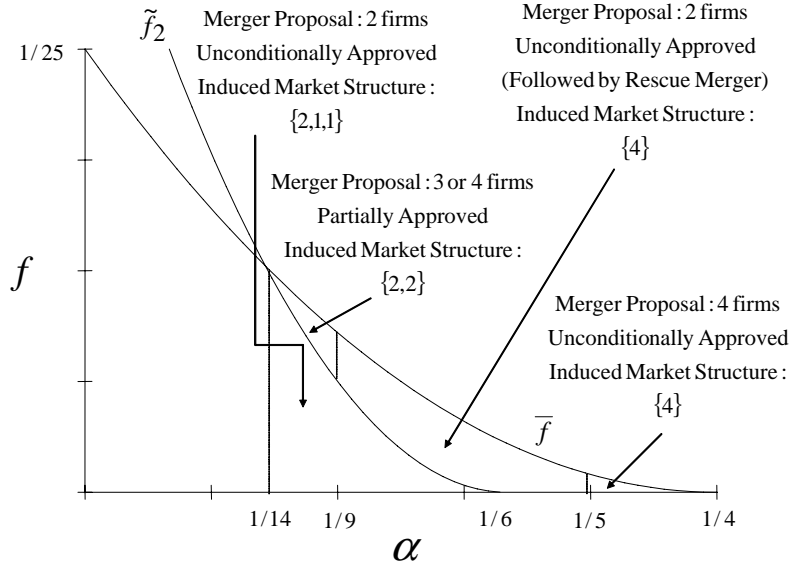 f̃₂
1/25
Merger Proposal : 2 firms
Unconditionally Approved
Induced Market Structure :
{2,1,1}
Merger Proposal : 2 firms
Unconditionally Approved
(Followed by Rescue Merger)
Induced Market Structure :
{4}
Merger Proposal : 3 or 4 firms
Partially Approved
Induced Market Structure :
{2,2}
f
Merger Proposal : 4 firms
Unconditionally Approved
Induced Market Structure :
{4}
f̅
1/14 1/9 1/6 1/5 1/4
α